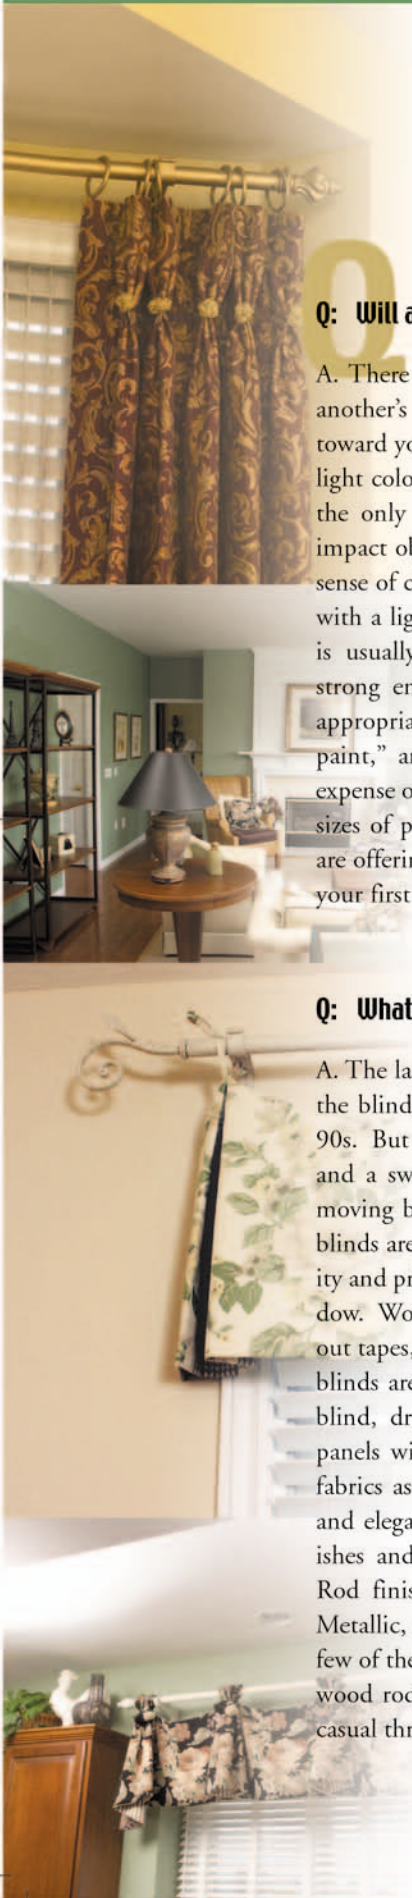 Q
Q: Will a
A. There
another's
toward yo
light colo
the only
impact ol
sense of c
with a lig
is usually
strong en
appropria
paint," an
expense o
sizes of p
are offerin
your first
Q: What
A. The la
the blind
90s. But
and a sw
moving b
blinds are
ity and pr
dow. Wo
out tapes,
blinds are
blind, dr
panels wi
fabrics as
and elega
ishes and
Rod finis
Metallic,
few of the
wood rod
casual thr